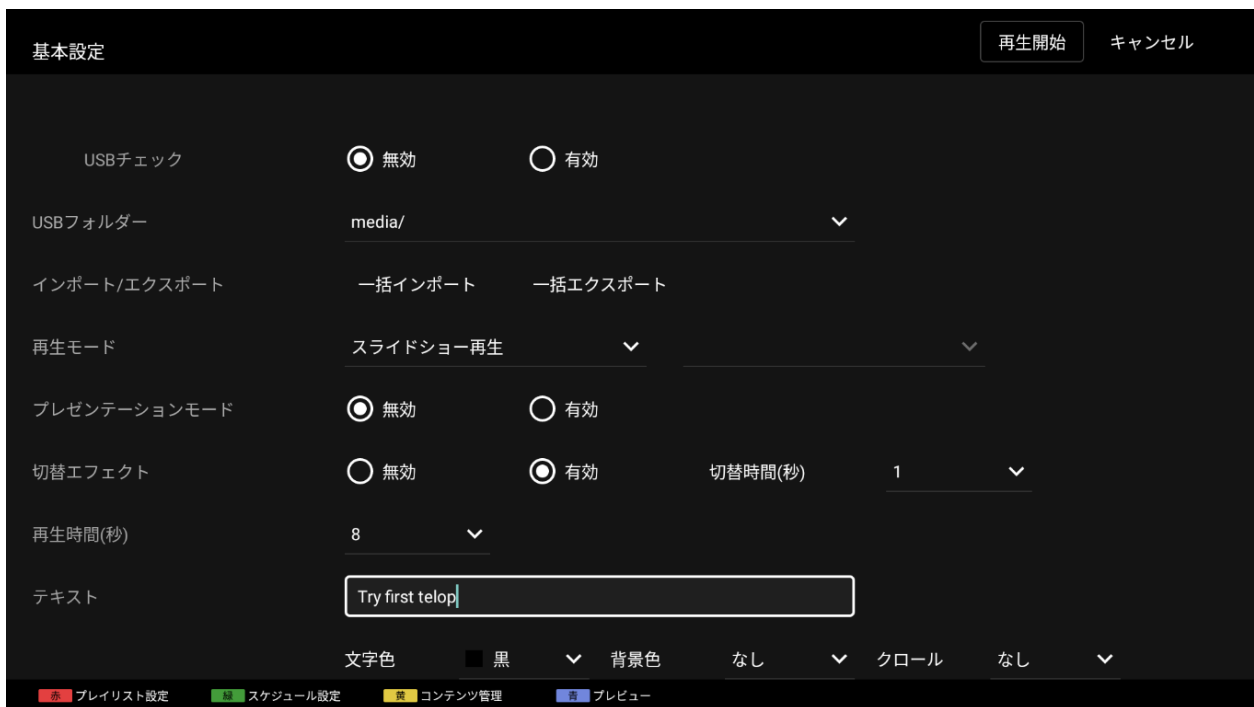 基本設定 再生開始 キャンセル
USBチェック 無効 有効
USBフォルダー media/
インポート/エクスポート 一括インポート 一括エクスポート
再生モード スライドショー再生
プレゼンテーションモード 無効 有効
切替エフェクト 無効 有効 切替時間(秒) 1
再生時間(秒) 8
テキスト Try first telop
文字色 黒 背景色 なし クロール なし
赤 プレイリスト設定 緑 スケジュール設定 黄 コンテンツ管理 青 プレビュー